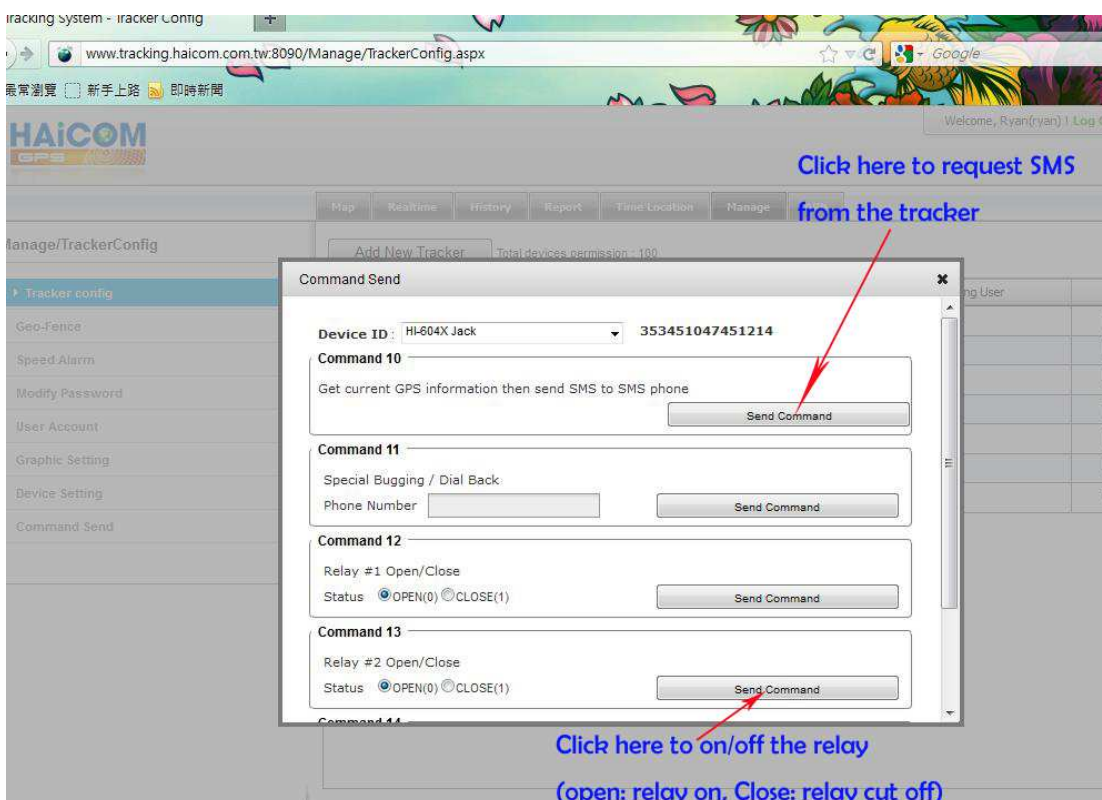 Tracking System - Tracker Config +
www.tracking.haicom.com.tw:8090/Manage/TrackerConfig.aspx Google
最常瀏覽 新手上路 即時新聞
HAiCOM
GPS
Welcome, Ryan(ryan) ! Log
Click here to request SMS
from the tracker
Map Realtime History Report Time Location Manage
Manage/TrackerConfig
Add New Tracker Total devices permission : 100
Tracker config
Geo-Fence
Speed Alarm
Modify Password
User Account
Graphic Setting
Device Setting
Command Send
ng User
Command Send
Device ID : HI-604X Jack 353451047451214
Command 10
Get current GPS information then send SMS to SMS phone
Send Command
Command 11
Special Bugging / Dial Back
Phone Number Send Command
Command 12
Relay #1 Open/Close
Status OPEN(0) CLOSE(1) Send Command
Command 13
Relay #2 Open/Close
Status OPEN(0) CLOSE(1) Send Command
Command 14
Click here to on/off the relay
(open: relay on, Close: relay cut off)